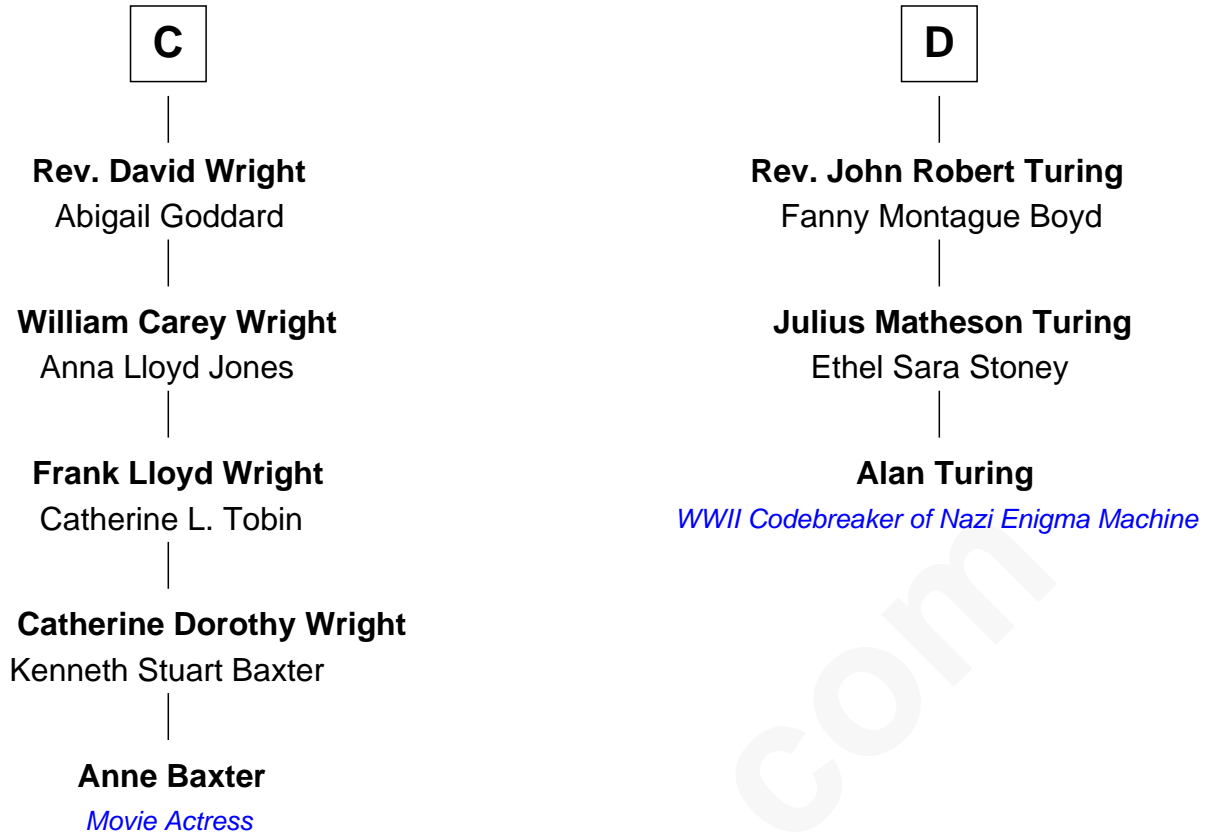 C
Rev. David Wright
Abigail Goddard
William Carey Wright
Anna Lloyd Jones
Frank Lloyd Wright
Catherine L. Tobin
Catherine Dorothy Wright
Kenneth Stuart Baxter
Anne Baxter
Movie Actress
D
Rev. John Robert Turing
Fanny Montague Boyd
Julius Matheson Turing
Ethel Sara Stoney
Alan Turing
WWII Codebreaker of Nazi Enigma Machine
com